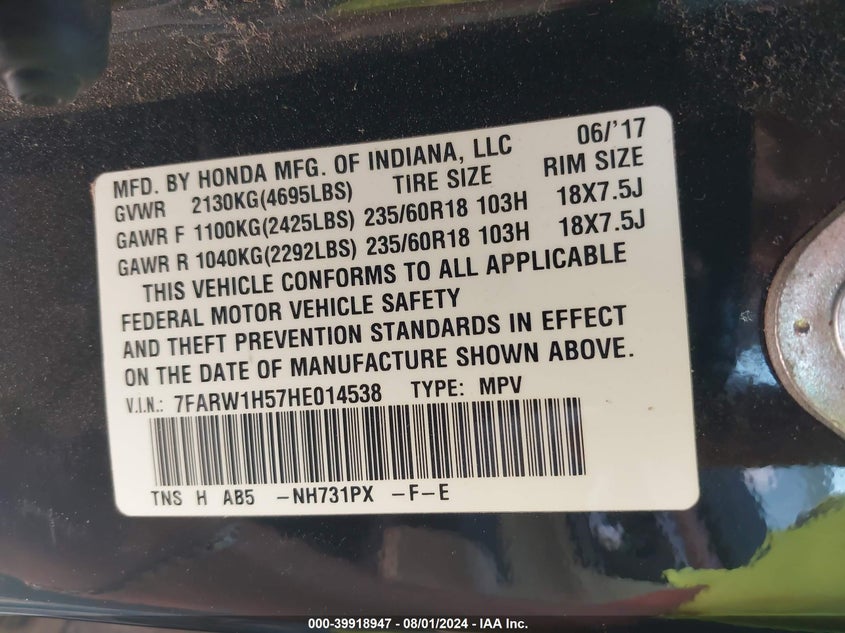 MFD. BY HONDA MFG. OF INDIANA, LLC 06/'17
GVWR 2130KG(4695LBS) TIRE SIZE RIM SIZE
GAWR F 1100KG(2425LBS) 235/60R18 103H 18X7.5J
GAWR R 1040KG(2292LBS) 235/60R18 103H 18X7.5J
THIS VEHICLE CONFORMS TO ALL APPLICABLE
FEDERAL MOTOR VEHICLE SAFETY
AND THEFT PREVENTION STANDARDS IN EFFECT
ON THE DATE OF MANUFACTURE SHOWN ABOVE.
V.I.N.: 7FARW1H57HE014538 TYPE: MPV
TNS H AB5 -NH731PX -F-E
000-39918947 - 08/01/2024 - IAA Inc.